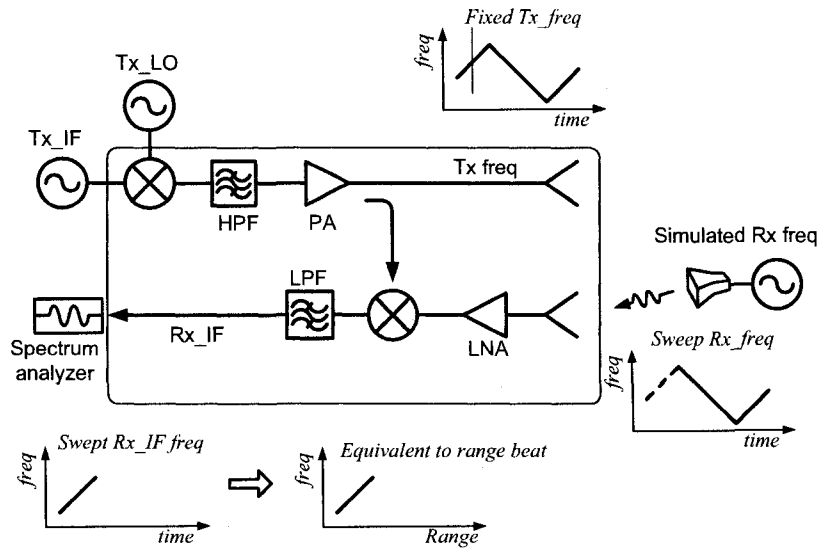 Fixed Tx_freq
freq
time
Tx_LO
Tx_IF
HPF
PA
Tx freq
Simulated Rx freq
LPF
Rx_IF
LNA
Spectrum
analyzer
Sweep Rx_freq
freq
time
Swept Rx_IF freq
freq
time
Equivalent to range beat
freq
Range